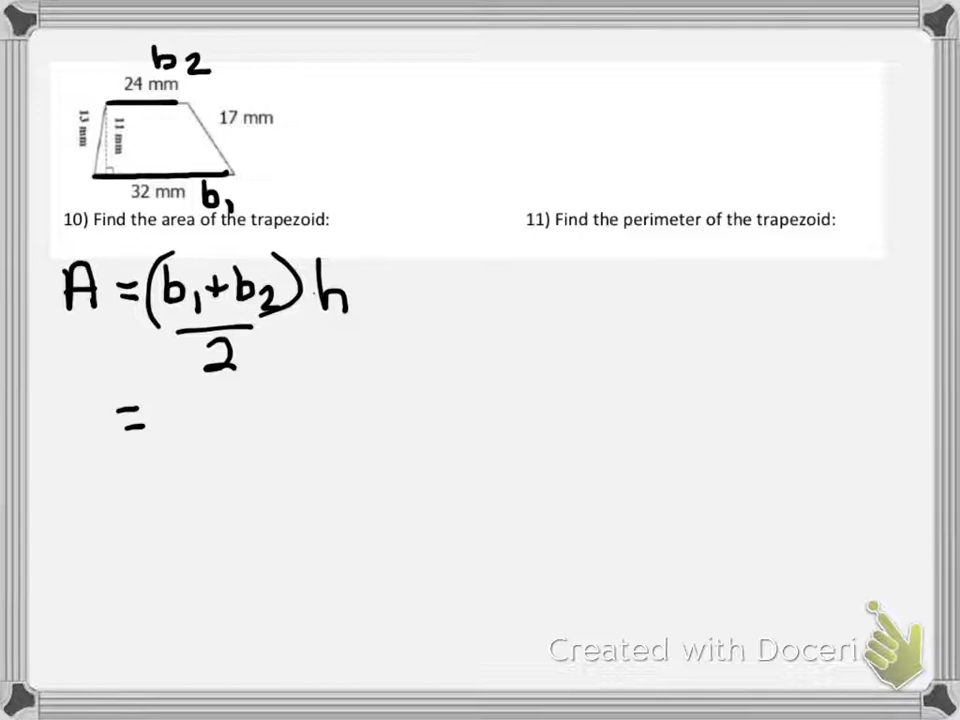 b2
24 mm
13 mm
11 mm
17 mm
32 mm
b1
10) Find the area of the trapezoid:
11) Find the perimeter of the trapezoid:
A = (b1+b2)h
2
=
Created with Doceri